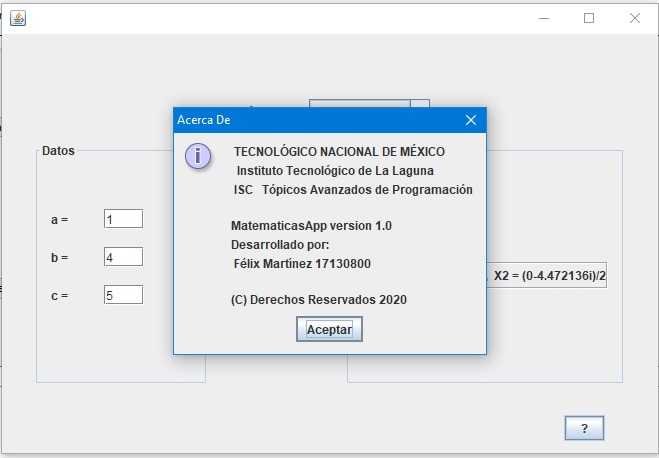 Acerca De
TECNOLÓGICO NACIONAL DE MÉXICO
Instituto Tecnológico de La Laguna
ISC Tópicos Avanzados de Programación
MatematicasApp version 1.0
Desarrollado por:
Félix Martínez 17130800
(C) Derechos Reservados 2020
Aceptar
Datos
a = 1
b = 4
c = 5
X2 = (0-4.472136i)/2
?